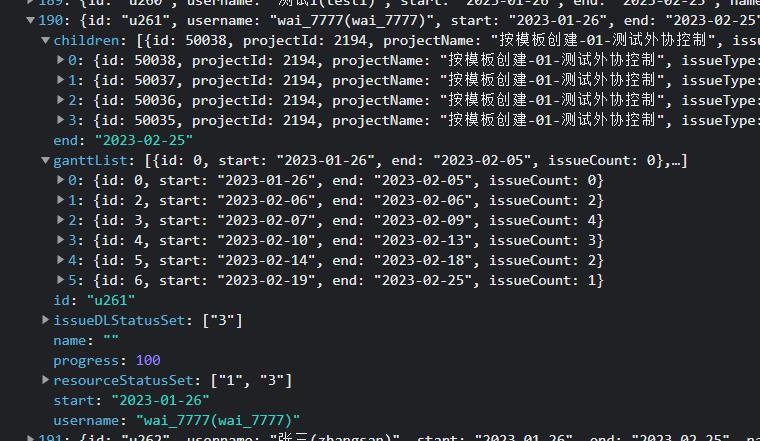 189: {id: "u260", username: "测试1(test1)", start: "2023-01-26", end: "2023-02-25", name
190: {id: "u261", username: "wai_7777(wai_7777)", start: "2023-01-26", end: "2023-02-25"
children: [{id: 50038, projectId: 2194, projectName: "按模板创建-01-测试外协控制", iss
0: {id: 50038, projectId: 2194, projectName: "按模板创建-01-测试外协控制", issueType:
1: {id: 50037, projectId: 2194, projectName: "按模板创建-01-测试外协控制", issueType:
2: {id: 50036, projectId: 2194, projectName: "按模板创建-01-测试外协控制", issueType:
3: {id: 50035, projectId: 2194, projectName: "按模板创建-01-测试外协控制", issueType:
end: "2023-02-25"
ganttList: [{id: 0, start: "2023-01-26", end: "2023-02-05", issueCount: 0},…]
0: {id: 0, start: "2023-01-26", end: "2023-02-05", issueCount: 0}
1: {id: 2, start: "2023-02-06", end: "2023-02-06", issueCount: 2}
2: {id: 3, start: "2023-02-07", end: "2023-02-09", issueCount: 4}
3: {id: 4, start: "2023-02-10", end: "2023-02-13", issueCount: 3}
4: {id: 5, start: "2023-02-14", end: "2023-02-18", issueCount: 2}
5: {id: 6, start: "2023-02-19", end: "2023-02-25", issueCount: 1}
id: "u261"
issueDLStatusSet: ["3"]
name: ""
progress: 100
resourceStatusSet: ["1", "3"]
start: "2023-01-26"
username: "wai_7777(wai_7777)"
191: {id: "u262", username: "张三(zhangsan)", start: "2023-01-26", end: "2023-02-25", nam